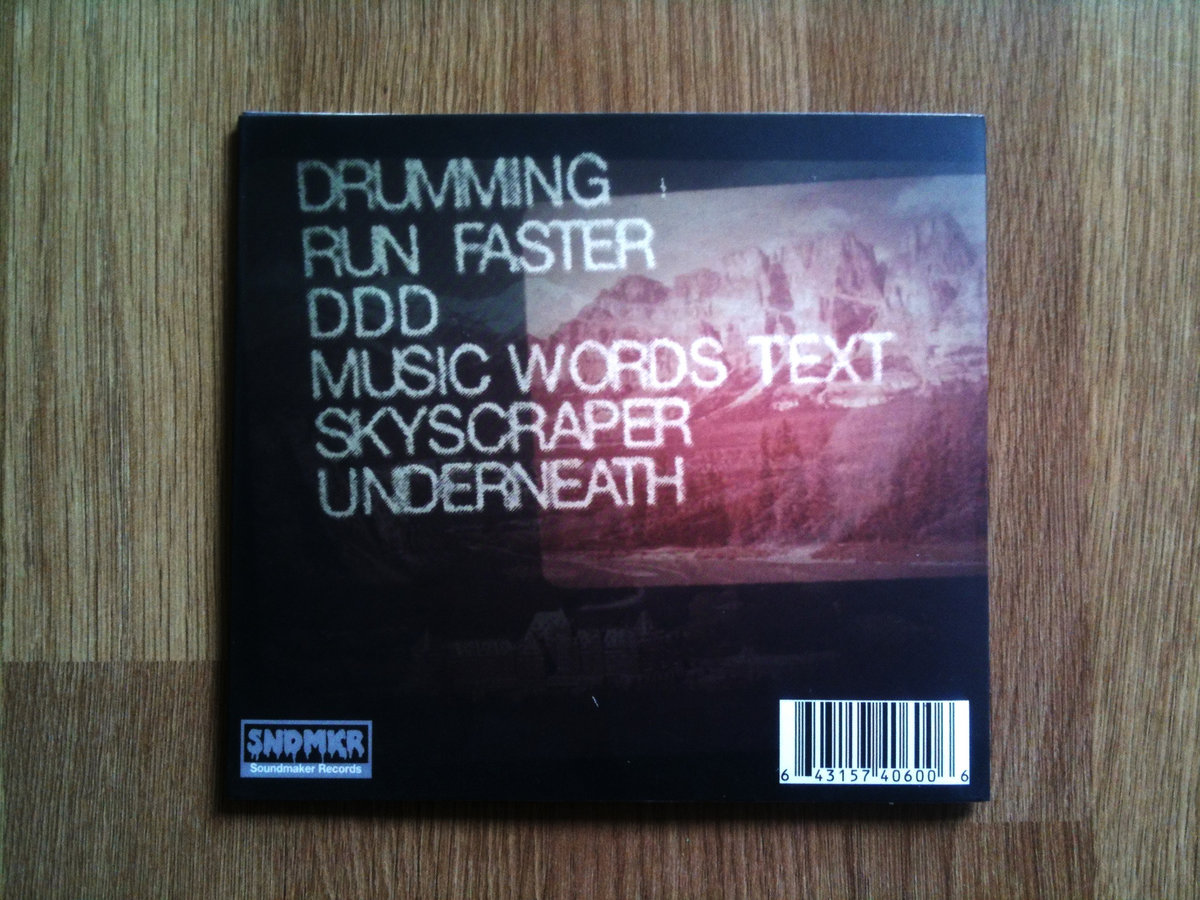 DRUMMING
RUN FASTER
DDD
MUSIC WORDS TEXT
SKYSCRAPER
UNDERNEATH
SNDMKR
Soundmaker Records
6 43157 40600 6